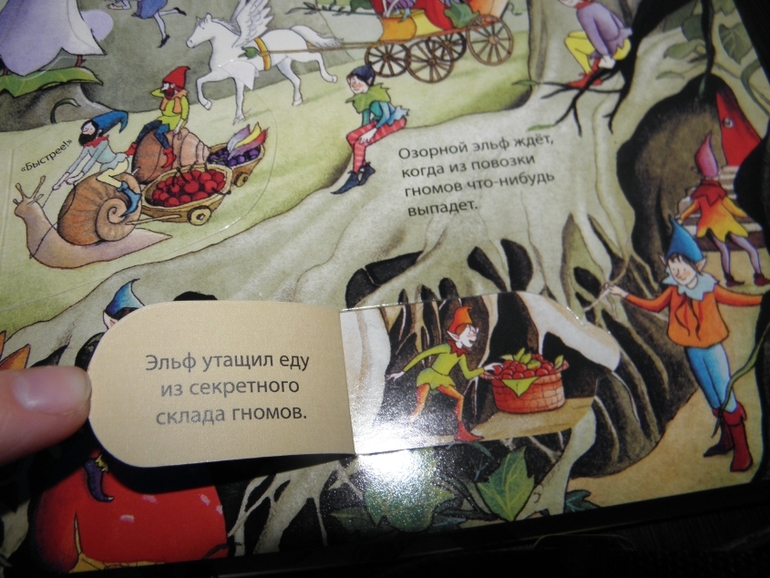 «Быстрее!»
Озорной эльф ждёт,
когда из повозки
гномов что-нибудь
выпадет.
Эльф утащил еду
из секретного
склада гномов.